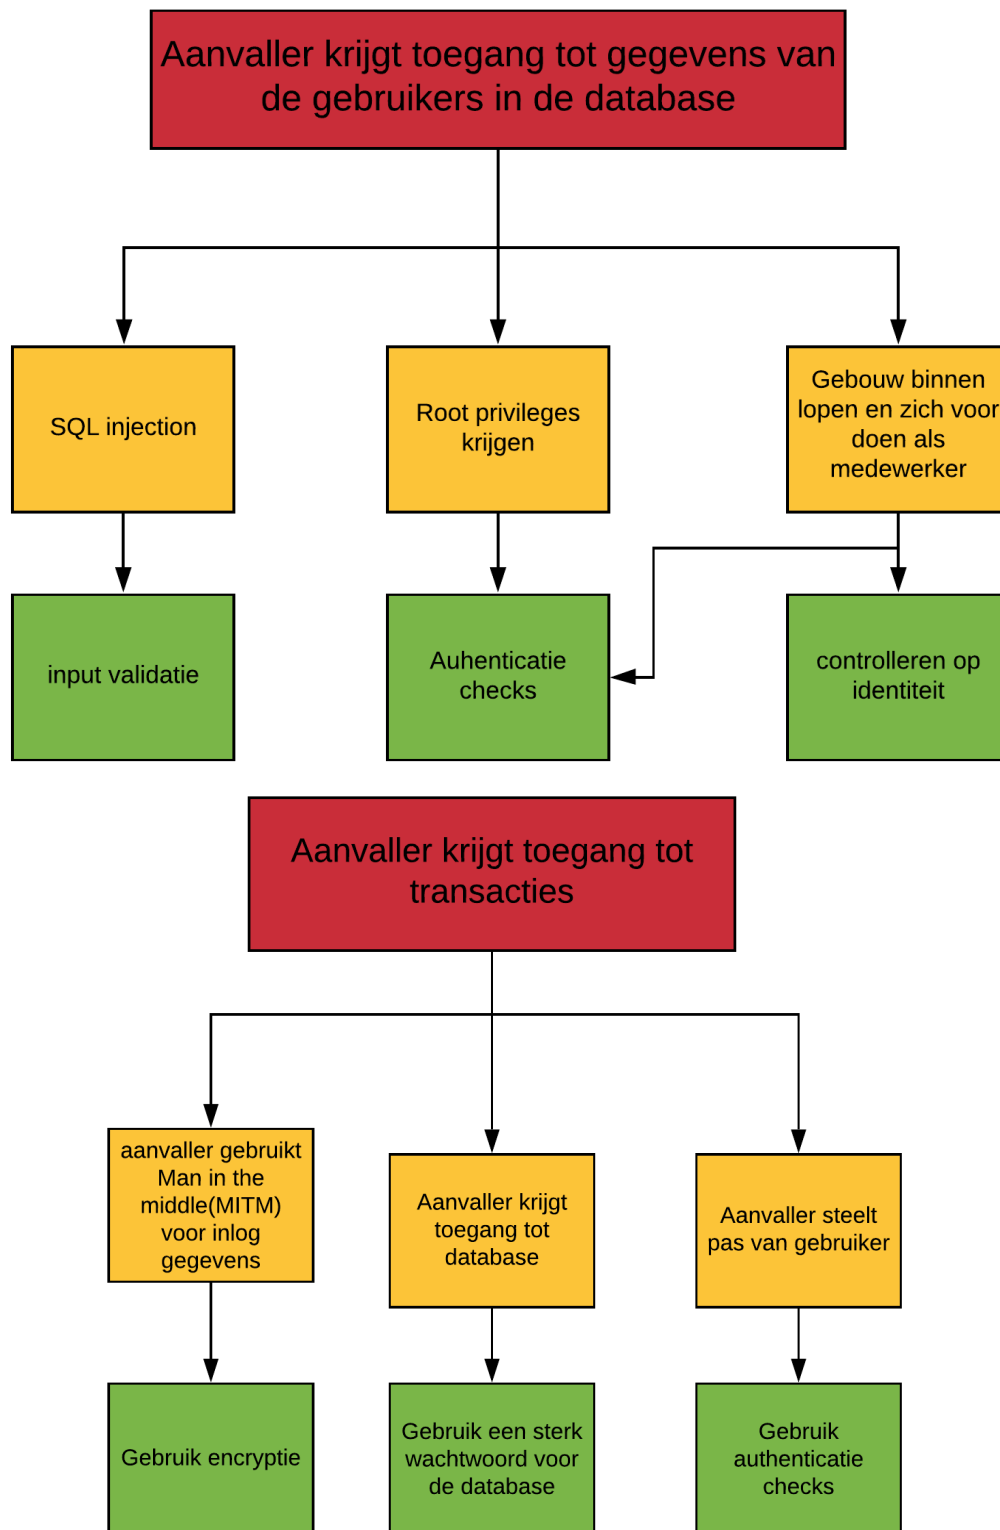 Aanvaller krijgt toegang tot gegevens van
de gebruikers in de database
SQL injection
Root privileges
krijgen
Gebouw binnen
lopen en zich voor
doen als
medewerker
input validatie
Auhenticatie
checks
controlleren op
identiteit
Aanvaller krijgt toegang tot
transacties
aanvaller gebruikt
Man in the
middle(MITM)
voor inlog
gegevens
Aanvaller krijgt
toegang tot
database
Aanvaller steelt
pas van gebruiker
Gebruik encryptie
Gebruik een sterk
wachtwoord voor
de database
Gebruik
authenticatie
checks